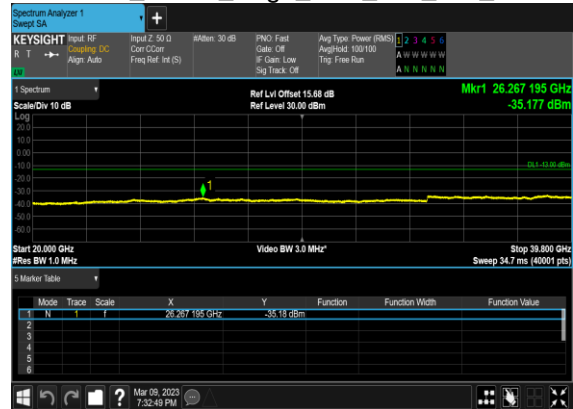 Spectrum Analyzer 1
Swept SA
+
KEYSIGHT Input: RF Input Z: 50 Ω #Atten: 30 dB PNO: Fast Avg Type: Power (RMS) 1 2 3 4 5 6
R T Coupling: DC Corr CCorr Gate: Off Avg|Hold: 100/100 A W W W W W
Align: Auto Freq Ref: Int (S) IF Gain: Low Trig: Free Run
LXI Sig Track: Off A N N N N N
1 Spectrum Ref Lvl Offset 15.68 dB Mkr1 26.267 195 GHz
Scale/Div 10 dB Ref Level 30.00 dBm -35.177 dBm
Log
20.0
10.0
0.00
-10.0 DL1 -13.00 dBm
-20.0
-30.0 1
-40.0
-50.0
-60.0
Start 20.000 GHz Video BW 3.0 MHz* Stop 39.800 GHz
#Res BW 1.0 MHz Sweep 34.7 ms (40001 pts)
5 Marker Table
Mode Trace Scale X Y Function Function Width Function Value
1 N 1 f 26.267 195 GHz -35.18 dBm
2
3
4
5
6
? Mar 09, 2023
7:32:49 PM